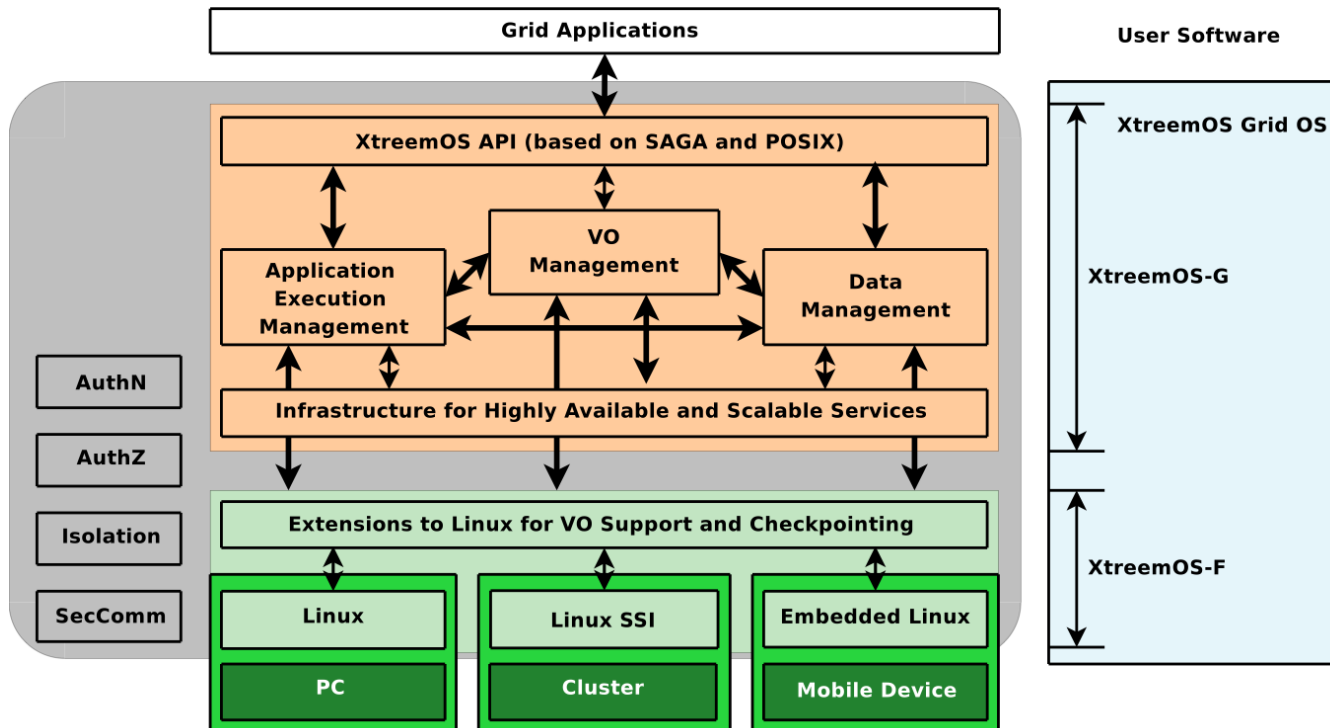 Grid Applications
User Software
XtreemOS API (based on SAGA and POSIX)
XtreemOS Grid OS
VO
Management
Application
Execution
Management
Data
Management
XtreemOS-G
AuthN
Infrastructure for Highly Available and Scalable Services
AuthZ
Extensions to Linux for VO Support and Checkpointing
Isolation
XtreemOS-F
SecComm
Linux
Linux SSI
Embedded Linux
PC
Cluster
Mobile Device